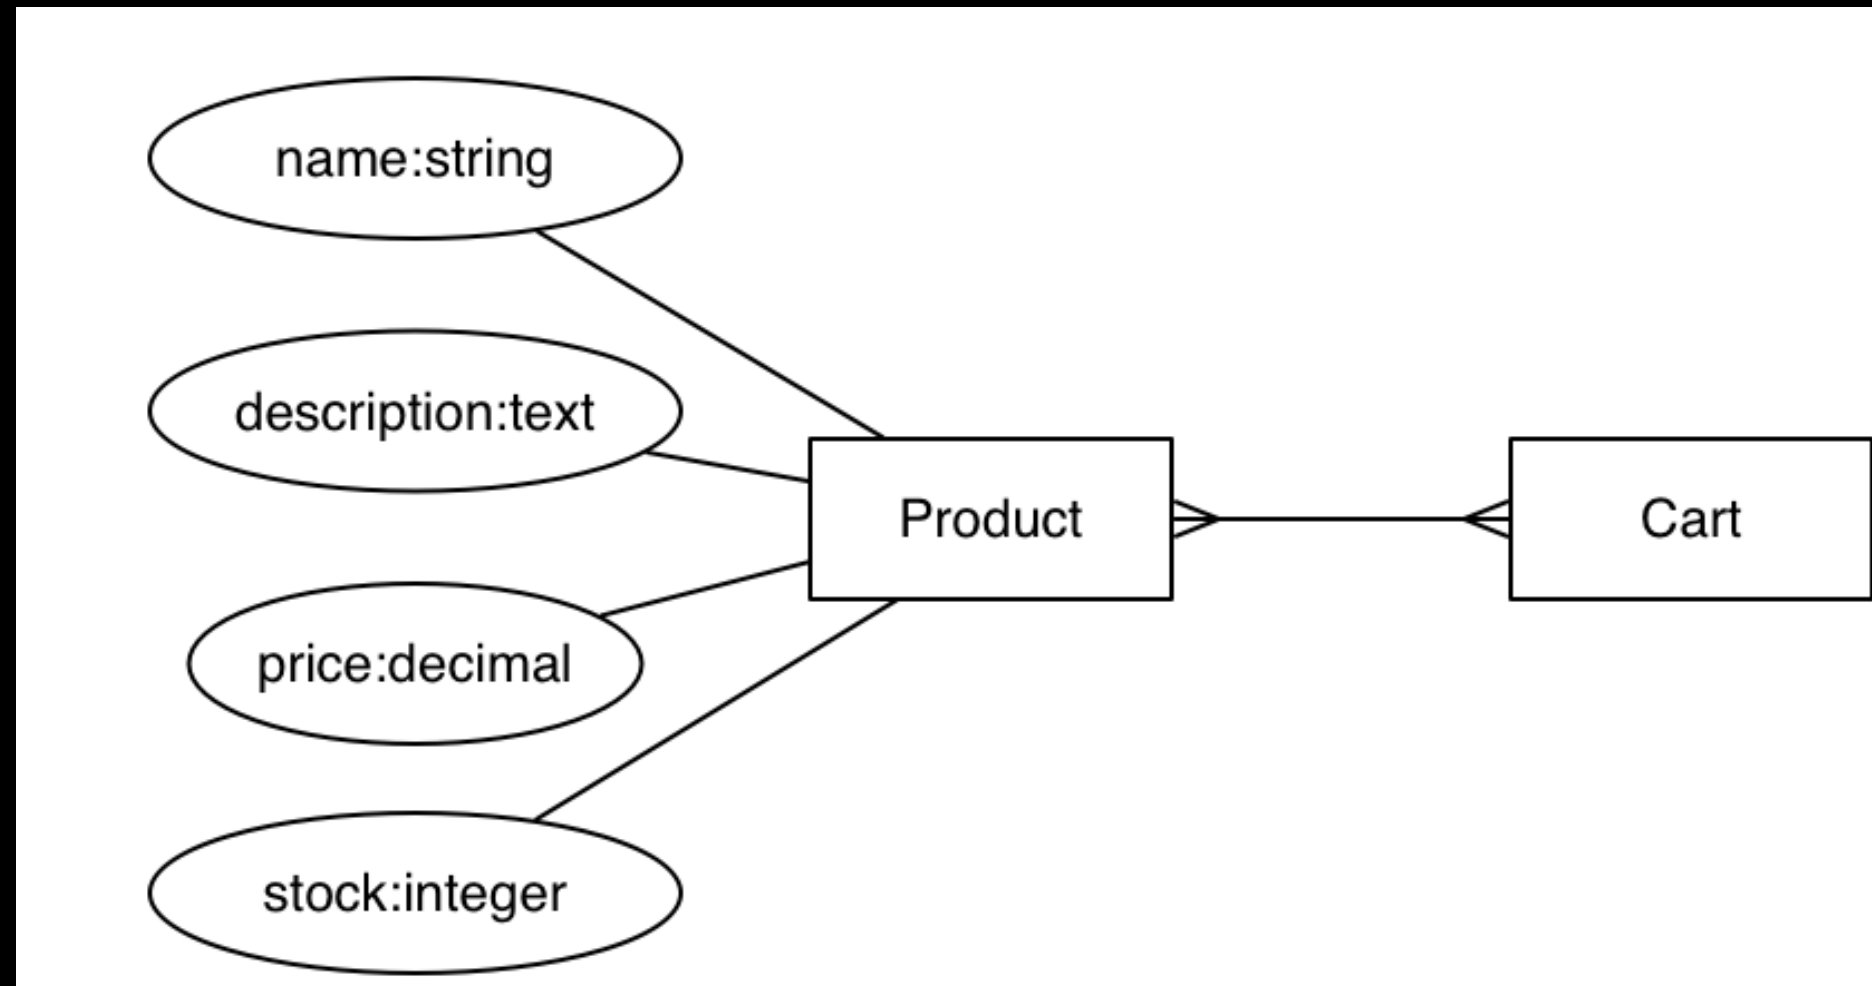 name:string
description:text
Product
Cart
price:decimal
stock:integer